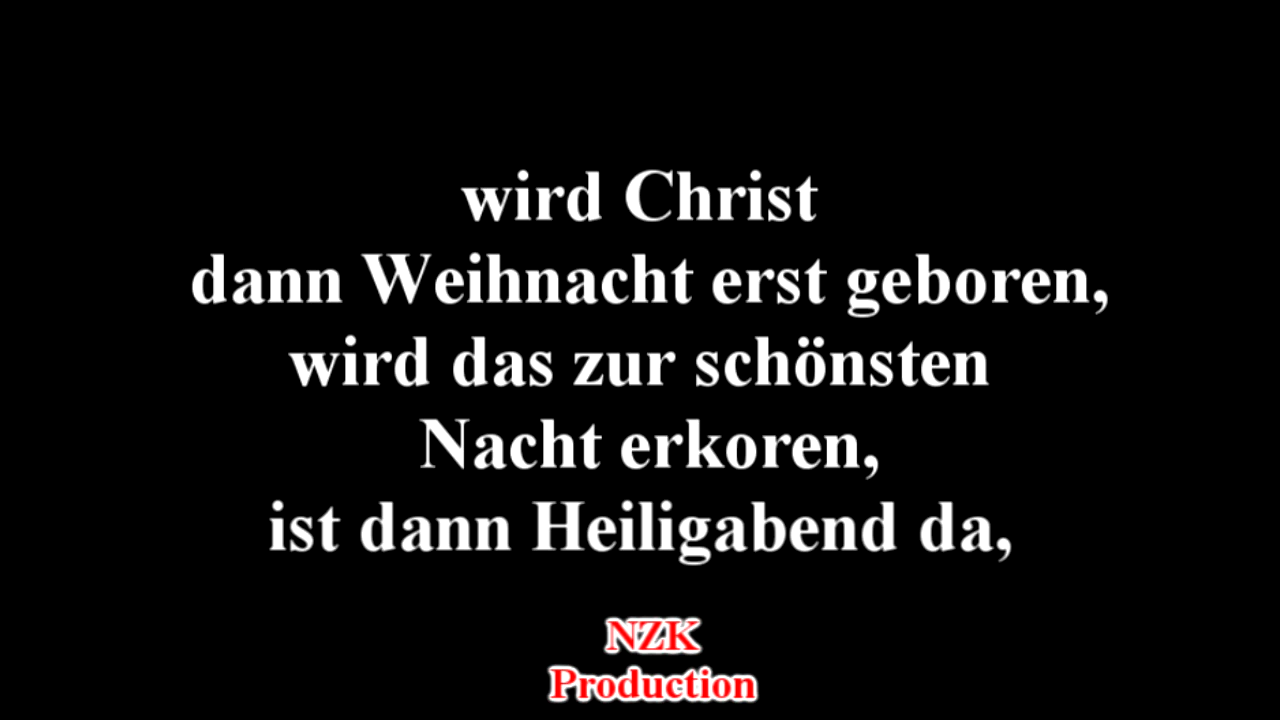 wird Christ
dann Weihnacht erst geboren,
wird das zur schönsten
Nacht erkoren,
ist dann Heiligabend da,
NZK
Production